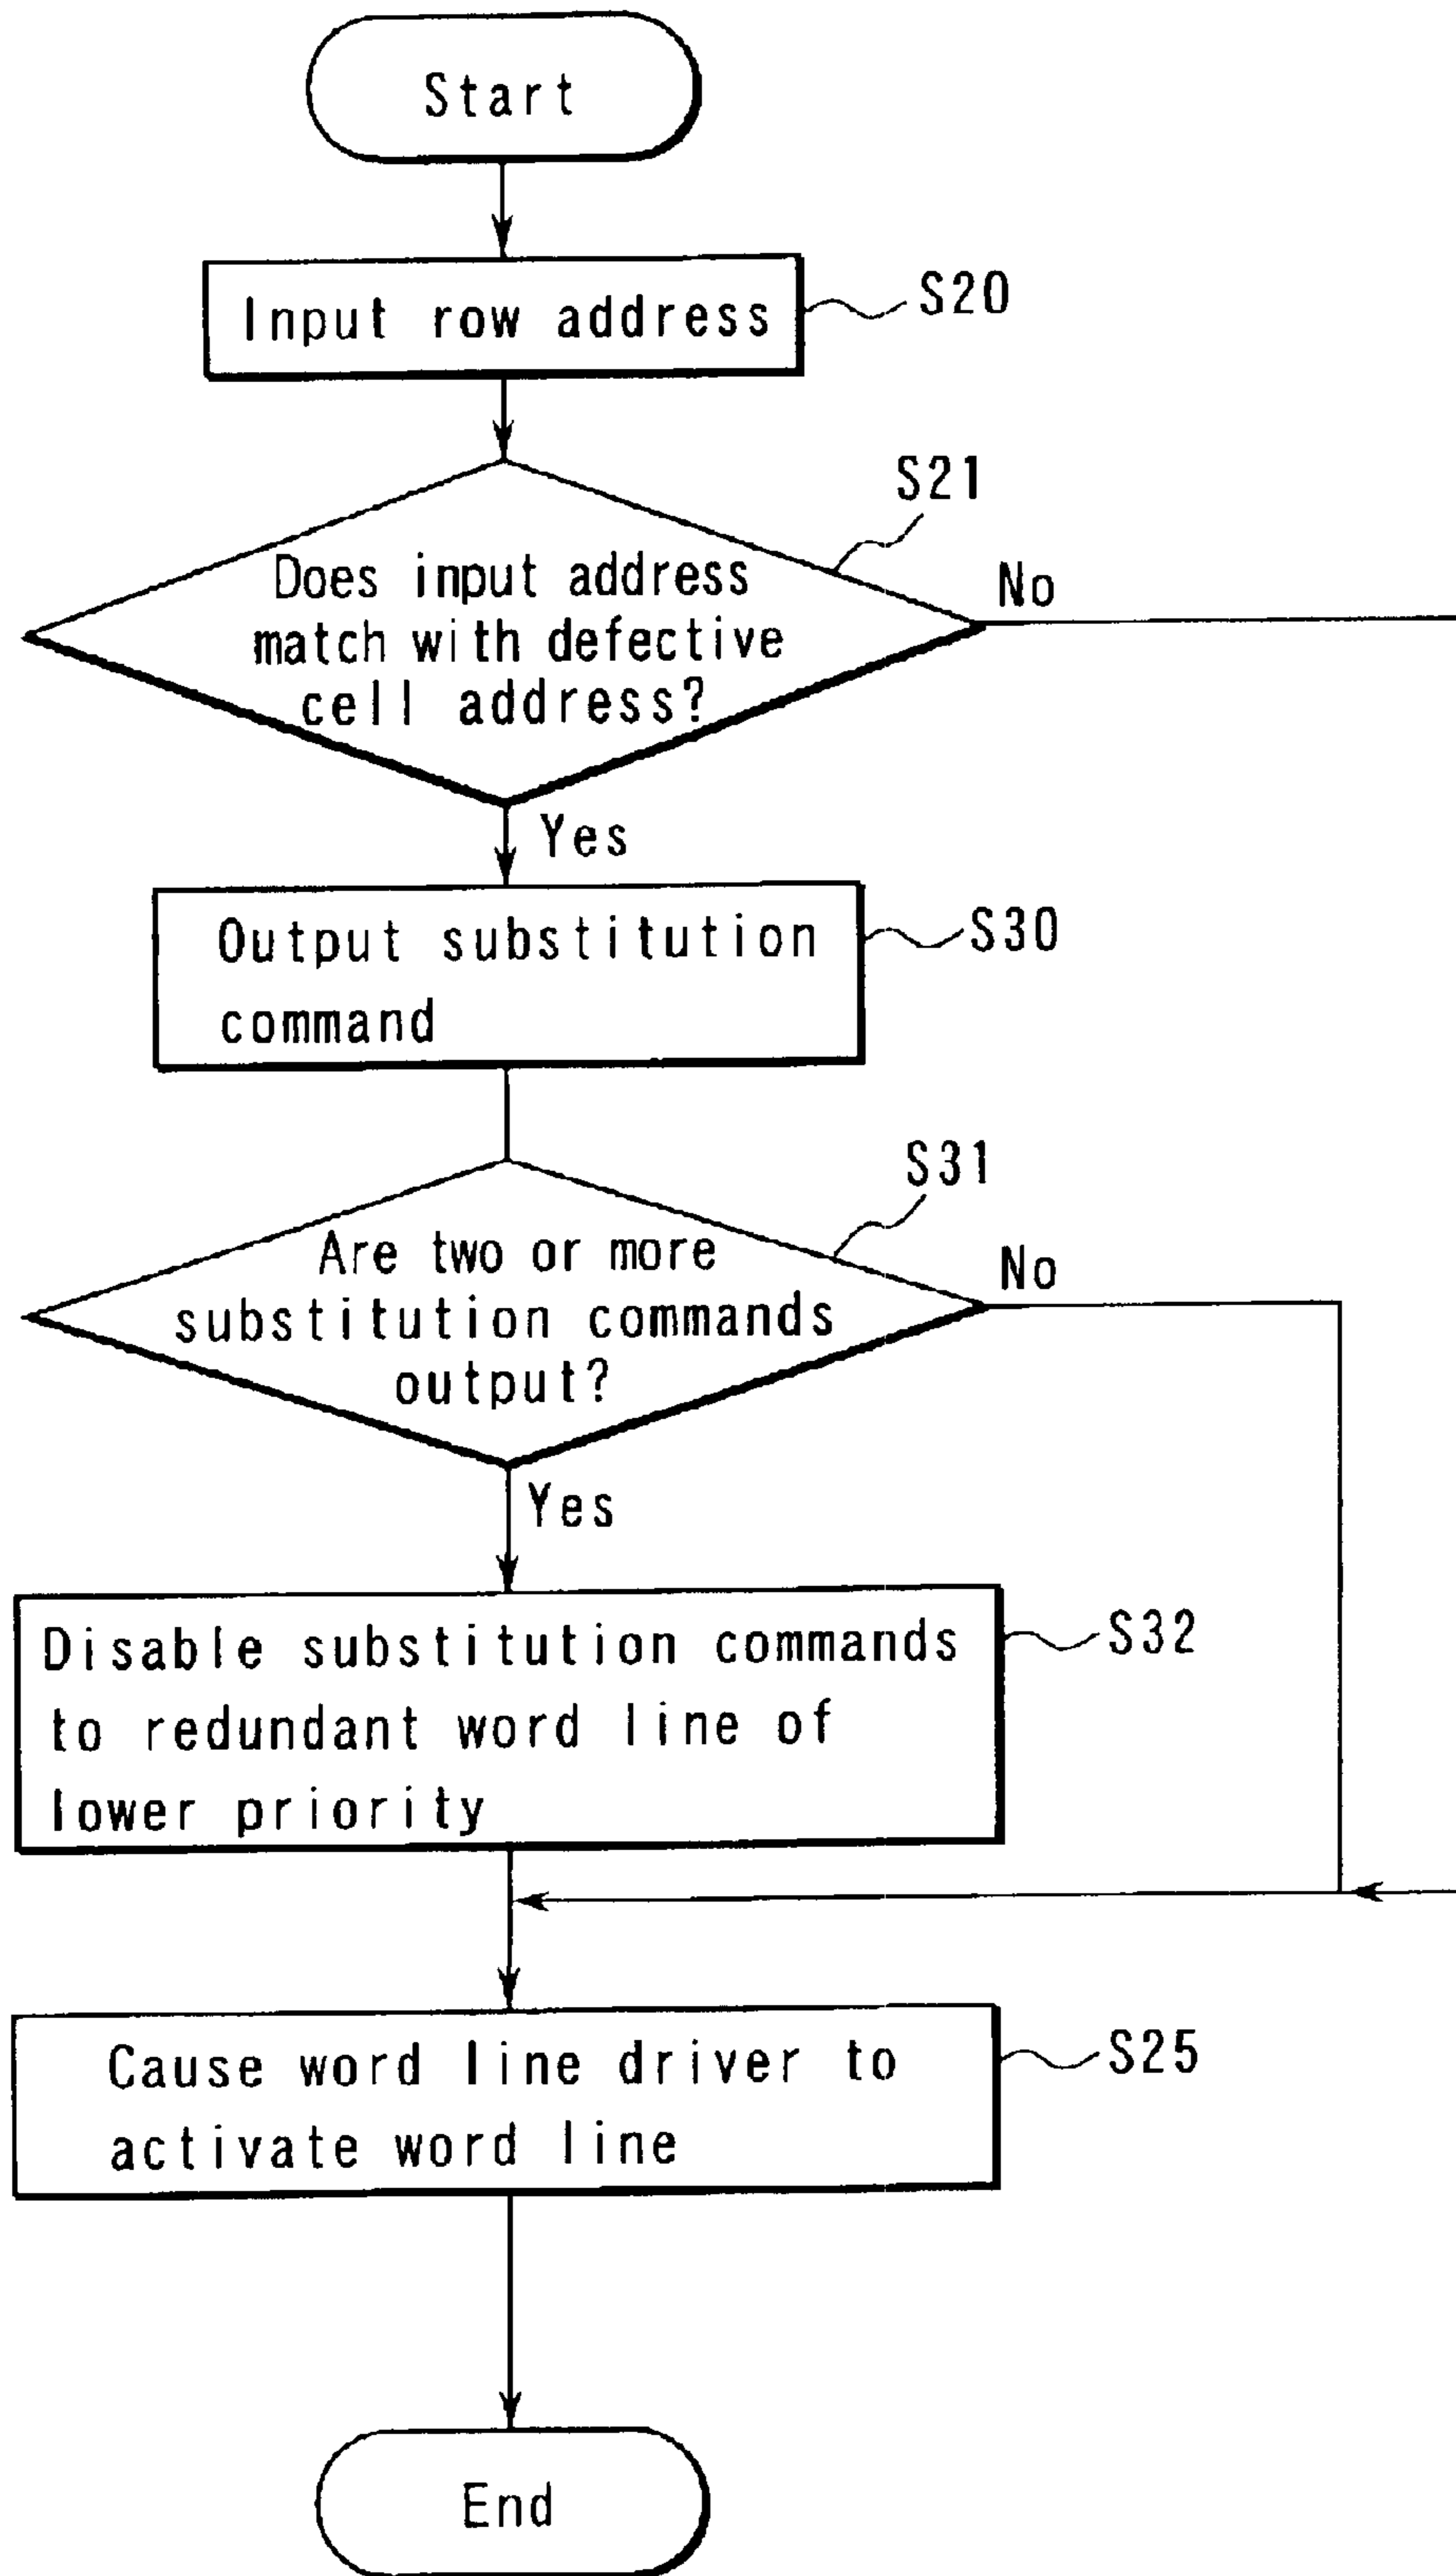 Start
Input row address
S20
S21
Does input address
match with defective
cell address?
No
Yes
Output substitution
command
S30
S31
Are two or more
substitution commands
output?
No
Yes
Disable substitution commands
to redundant word line of
lower priority
S32
Cause word line driver to
activate word line
S25
End